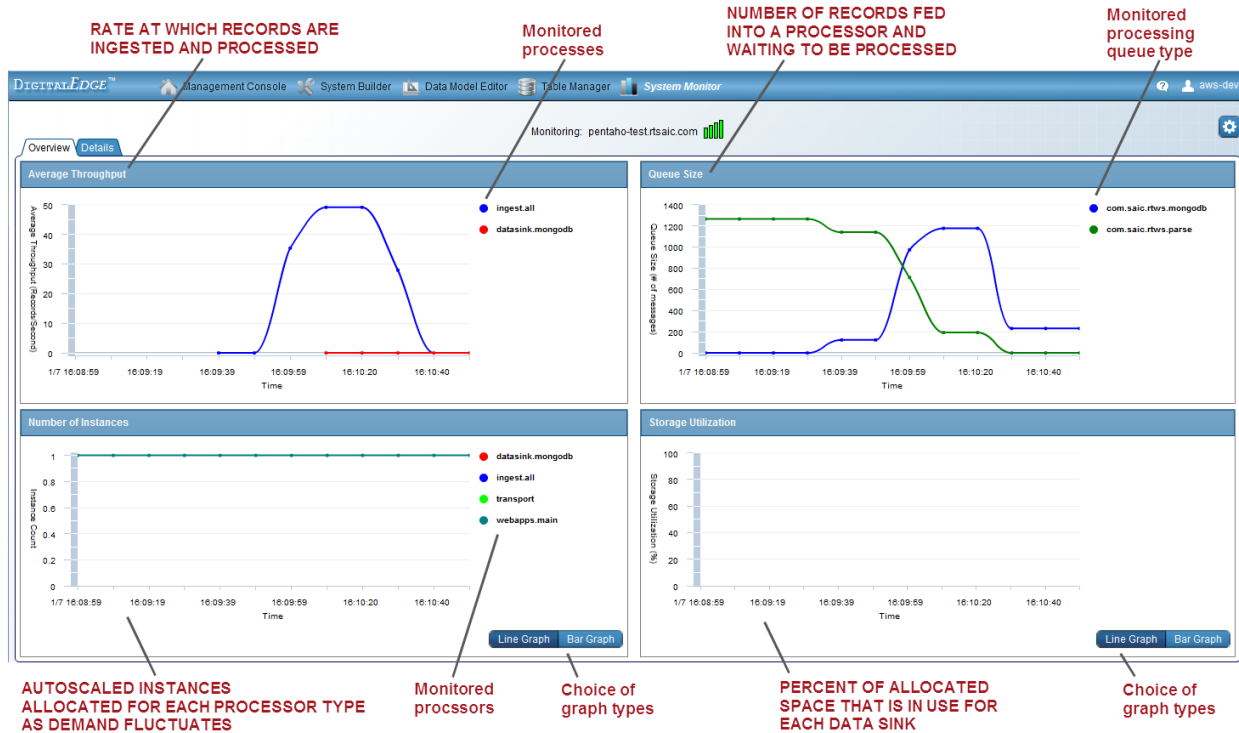 RATE AT WHICH RECORDS ARE
INGESTED AND PROCESSED
Monitored
processes
NUMBER OF RECORDS FED
INTO A PROCESSOR AND
WAITING TO BE PROCESSED
Monitored
processing
queue type
DIGITALEDGE™
Management Console
System Builder
Data Model Editor
Table Manager
System Monitor
?
aws-dev
Monitoring: pentaho-test.rtsaic.com
Overview
Details
Average Throughput
Average Throughput (Records/Second)
50
40
30
20
10
0
1/7 16:08:59
16:09:19
16:09:39
16:09:59
16:10:20
16:10:40
Time
ingest.all
datasink.mongodb
Queue Size
Queue Size (# of messages)
1400
1200
1000
800
600
400
200
0
1/7 16:08:59
16:09:19
16:09:39
16:09:59
16:10:20
16:10:40
Time
com.saic.rtws.mongodb
com.saic.rtws.parse
Number of Instances
Instance Count
1
0.8
0.6
0.4
0.2
0
1/7 16:08:59
16:09:19
16:09:39
16:09:59
16:10:20
16:10:40
Time
datasink.mongodb
ingest.all
transport
webapps.main
Line Graph
Bar Graph
Storage Utilization
Storage Utilization (%)
100
80
60
40
20
0
1/7 16:08:59
16:09:19
16:09:39
16:09:59
16:10:20
16:10:40
Time
Line Graph
Bar Graph
AUTOSCALED INSTANCES
ALLOCATED FOR EACH PROCESSOR TYPE
AS DEMAND FLUCTUATES
Monitored
procssors
Choice of
graph types
PERCENT OF ALLOCATED
SPACE THAT IS IN USE FOR
EACH DATA SINK
Choice of
graph types